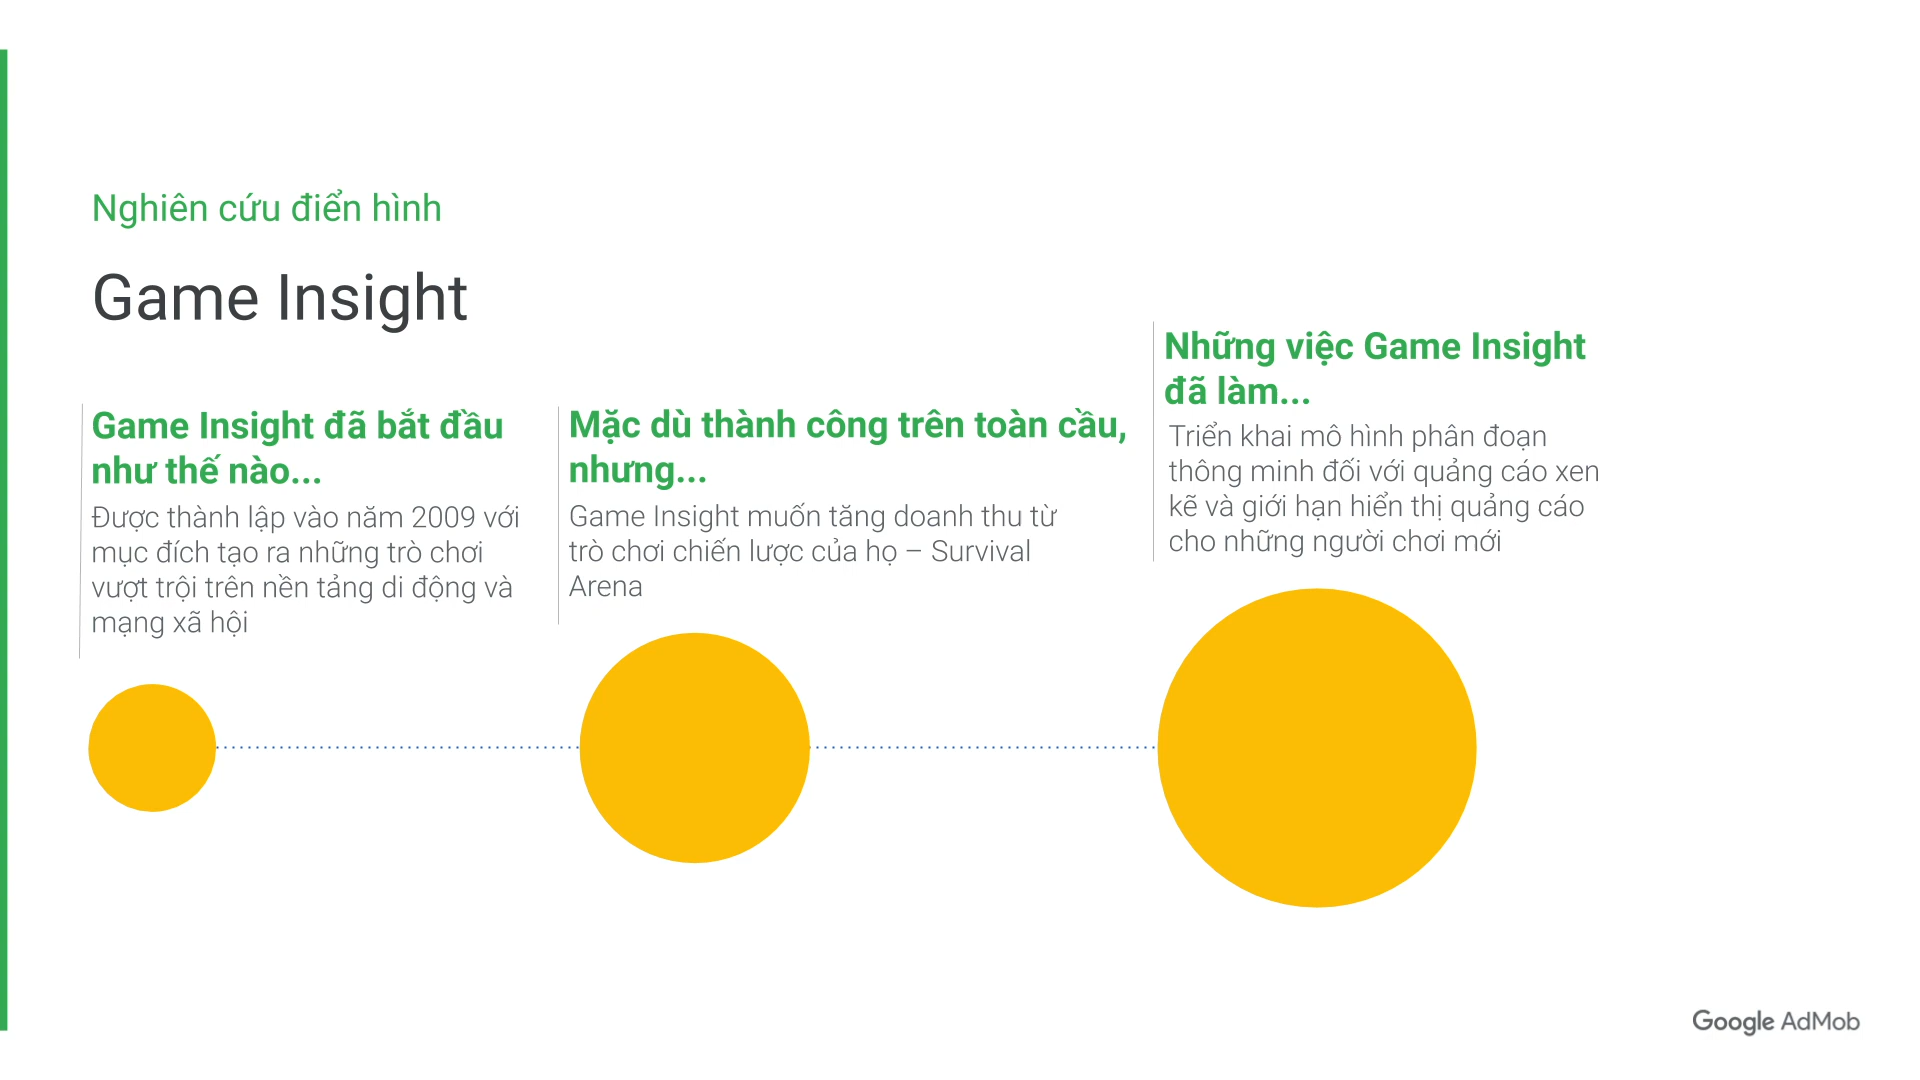 Nghiên cứu điển hình
Game Insight
Game Insight đã bắt đầu
như thế nào...
Được thành lập vào năm 2009 với
mục đích tạo ra những trò chơi
vượt trội trên nền tảng di động và
mạng xã hội
Mặc dù thành công trên toàn cầu,
nhưng...
Game Insight muốn tăng doanh thu từ
trò chơi chiến lược của họ – Survival
Arena
Những việc Game Insight
đã làm...
Triển khai mô hình phân đoạn
thông minh đối với quảng cáo xen
kẽ và giới hạn hiển thị quảng cáo
cho những người chơi mới
Google AdMob